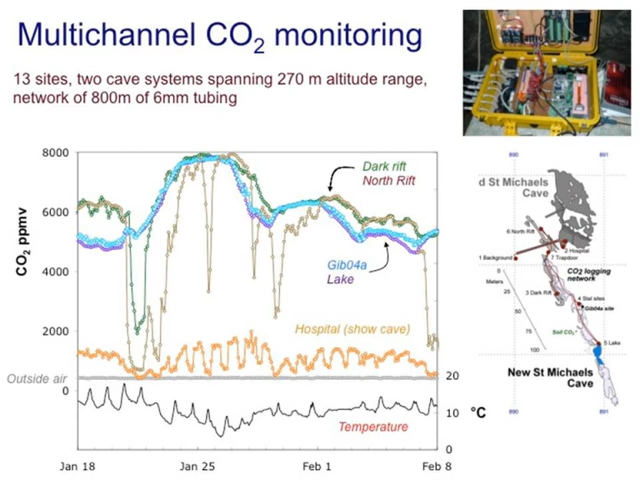 Multichannel CO2 monitoring
13 sites, two cave systems spanning 270 m altitude range,
network of 800m of 6mm tubing
8000
6000
4000
2000
0
CO2 ppmv
Dark rift
North Rift
Gib04a
Lake
Hospital (show cave)
Outside air
20
10
0
°C
Temperature
Jan 18
Jan 25
Feb 1
Feb 8
890
891
d St Michaels
Cave
6 North Rift
2 Hospital
1 Background
7 Trapdoor
CO2 logging
network
0
Meters
25
50
75
100
3 Dark Rift
4 Stal sites
Gib04a site
Soil CO2
5 Lake
New St Michaels
Cave
890
891